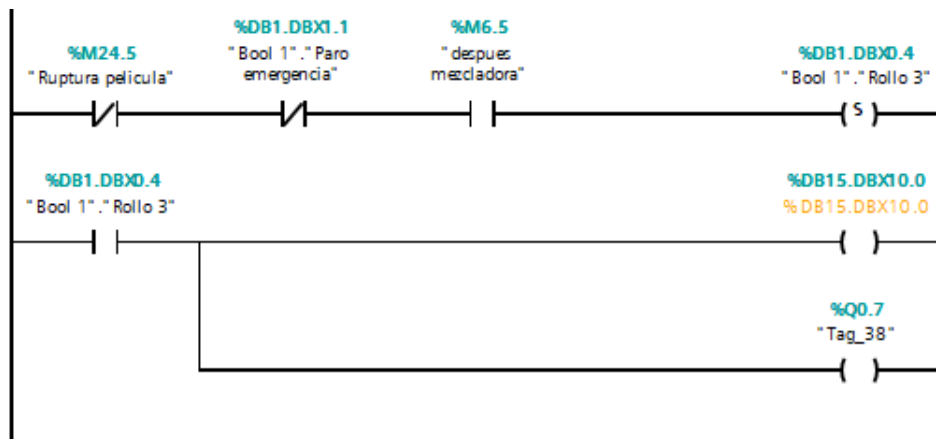 %DB1.DBX1.1
%M24.5
"Bool 1"."Paro
%M6.5
%DB1.DBX0.4
"Ruptura pelicula"
emergencia"
"despues
mezcladora"
"Bool 1"."Rollo 3"
S
%DB1.DBX0.4
%DB15.DBX10.0
"Bool 1"."Rollo 3"
%DB15.DBX10.0
%Q0.7
"Tag_38"